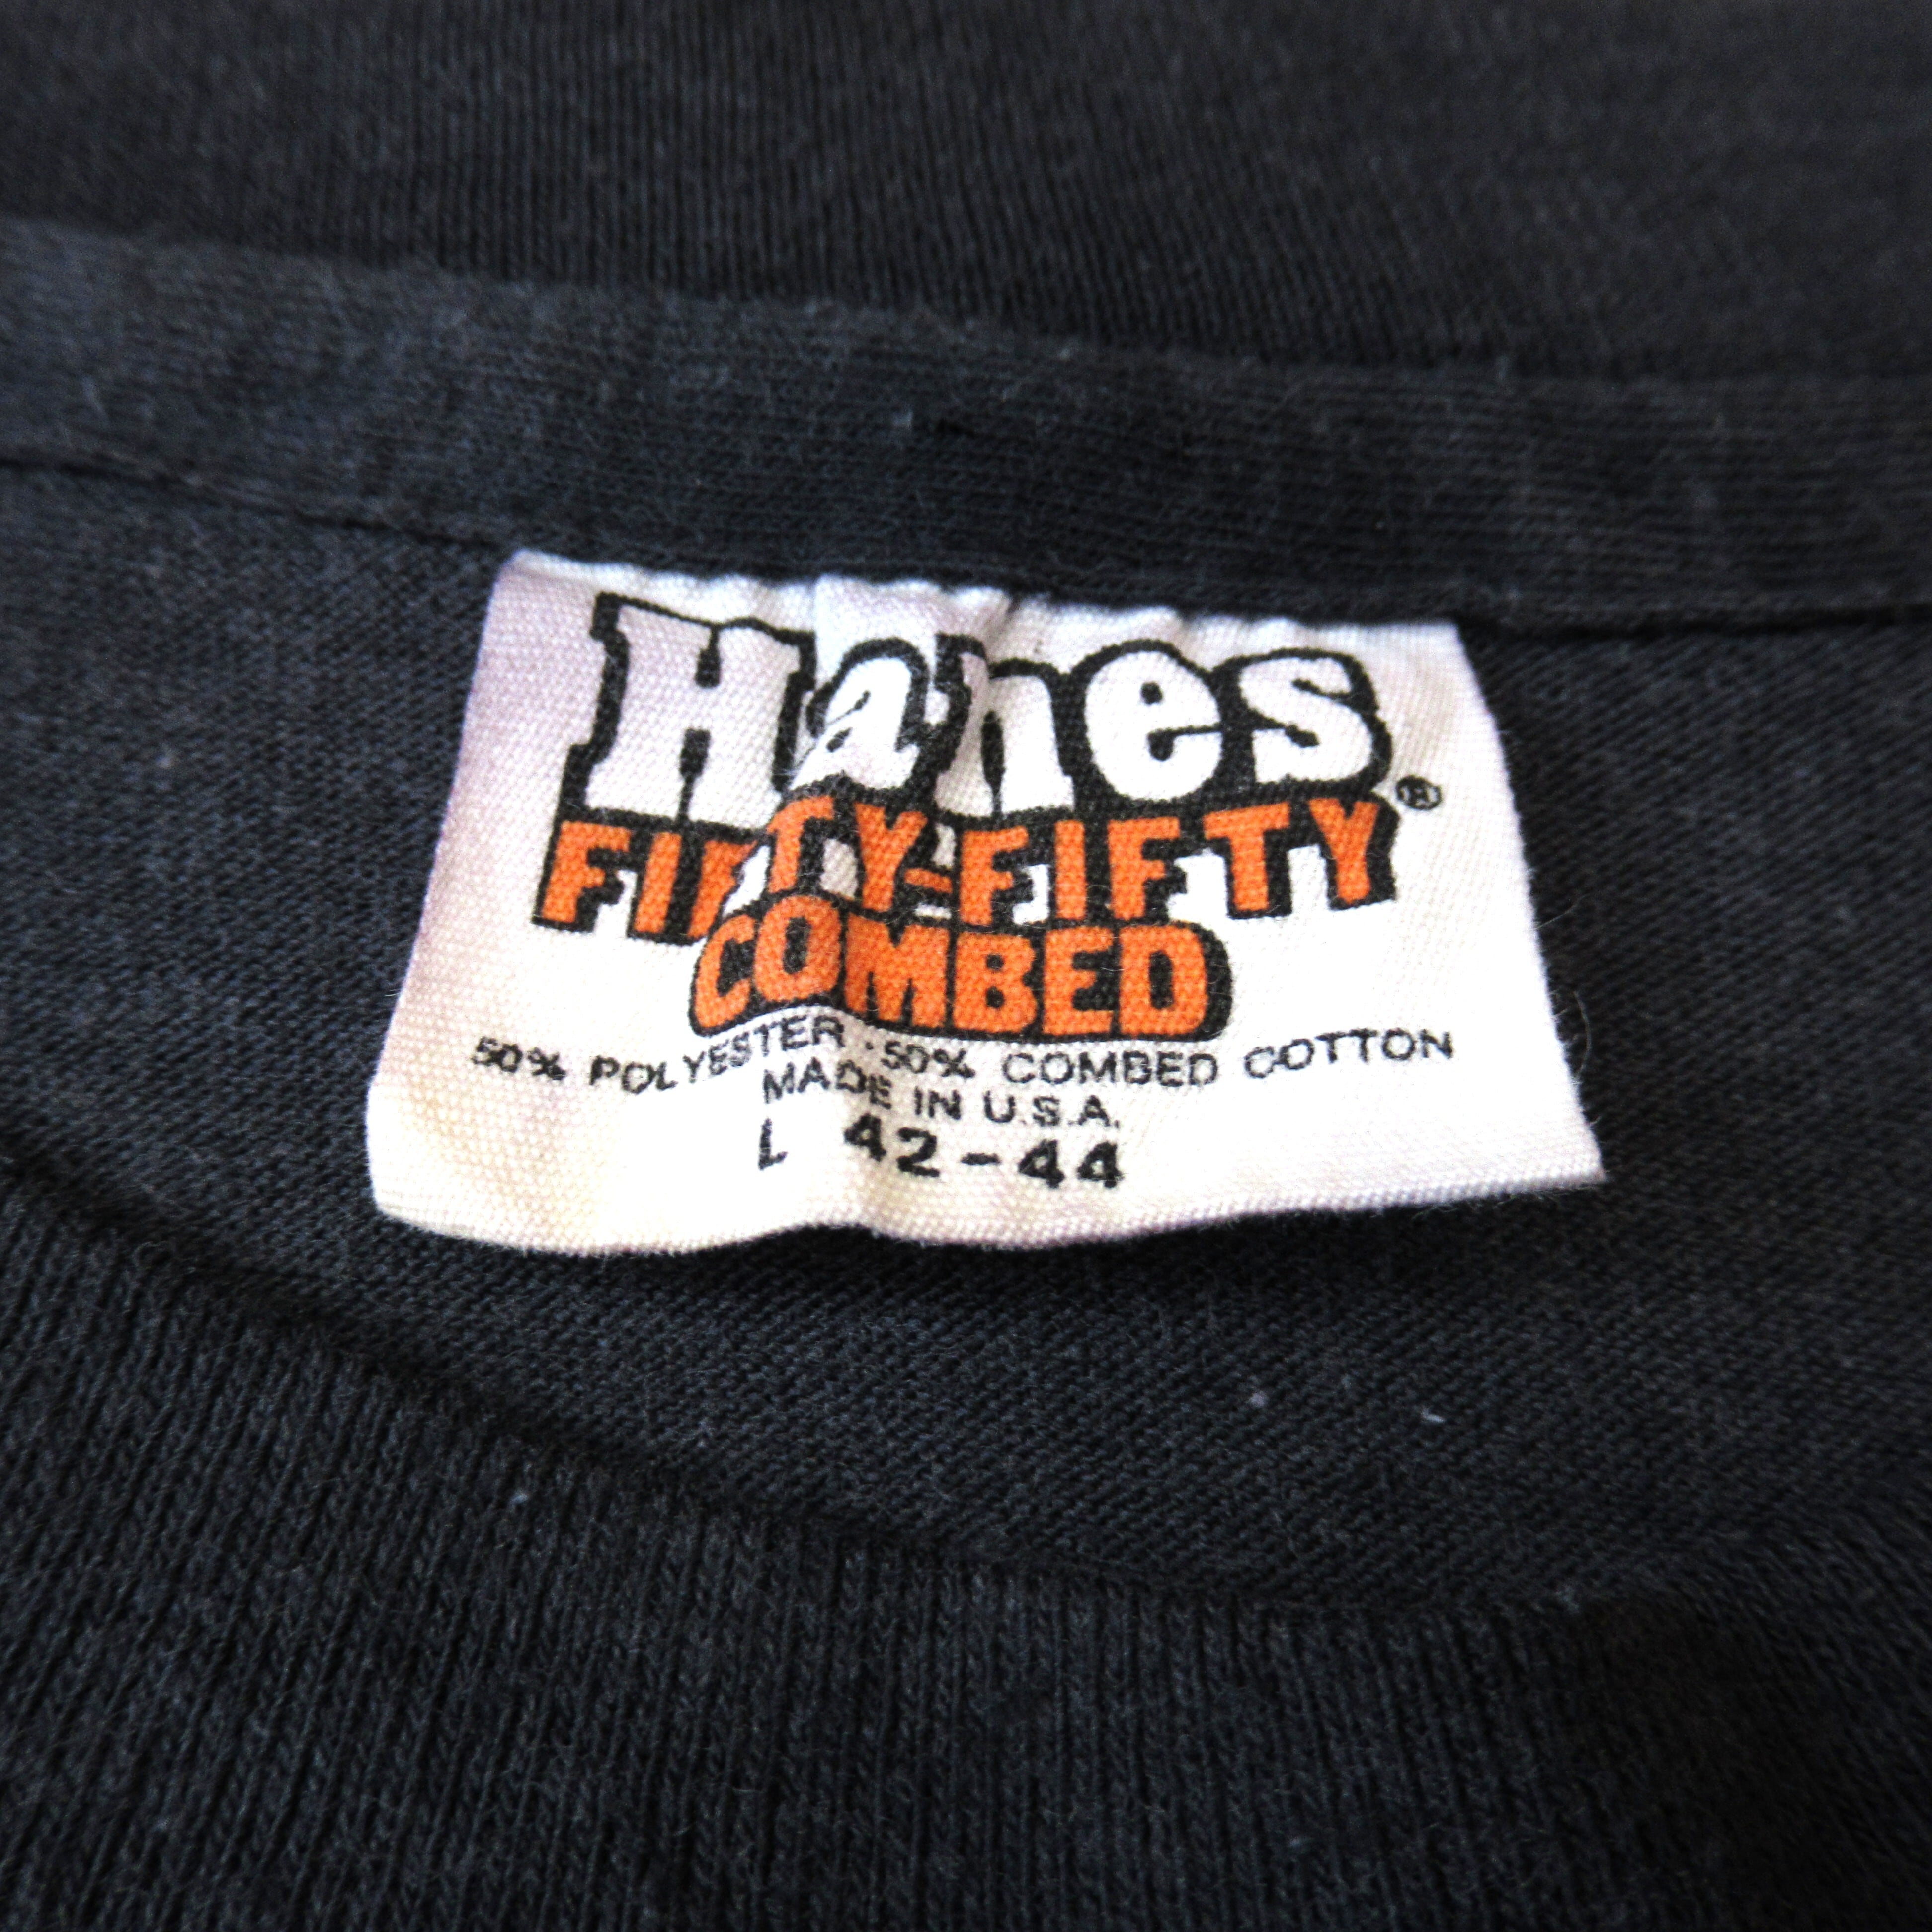 Hanes®
FIFTY-FIFTY
COMBED
50% POLYESTER · 50% COMBED COTTON
MADE IN U.S.A.
L 42-44